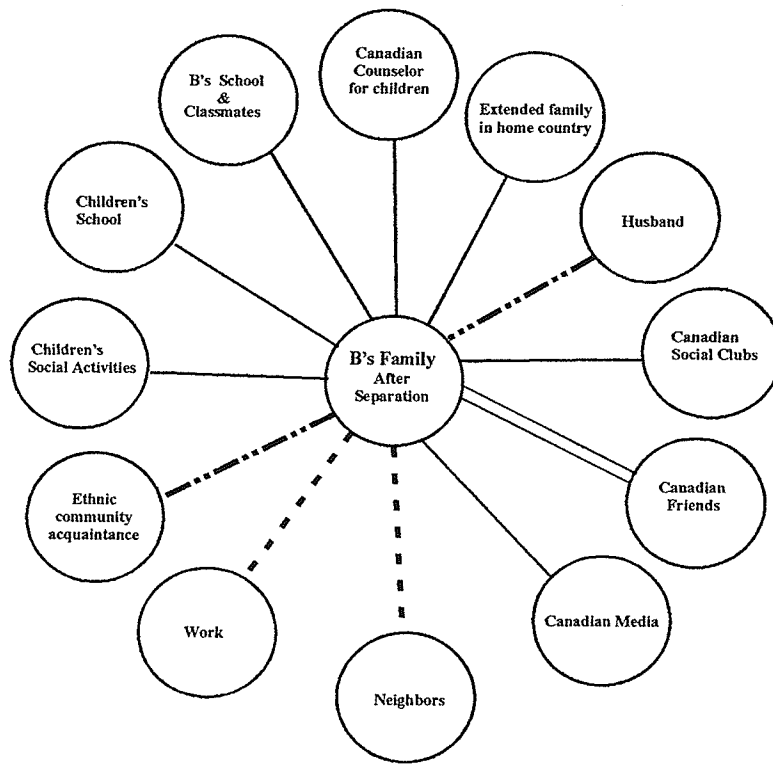 Canadian
Counselor
for children
B's School
&
Classmates
Extended family
in home country
Children's
School
Husband
Children's
Social Activities
B's Family
After
Separation
Canadian
Social Clubs
Ethnic
community
acquaintance
Canadian
Friends
Work
Canadian Media
Neighbors